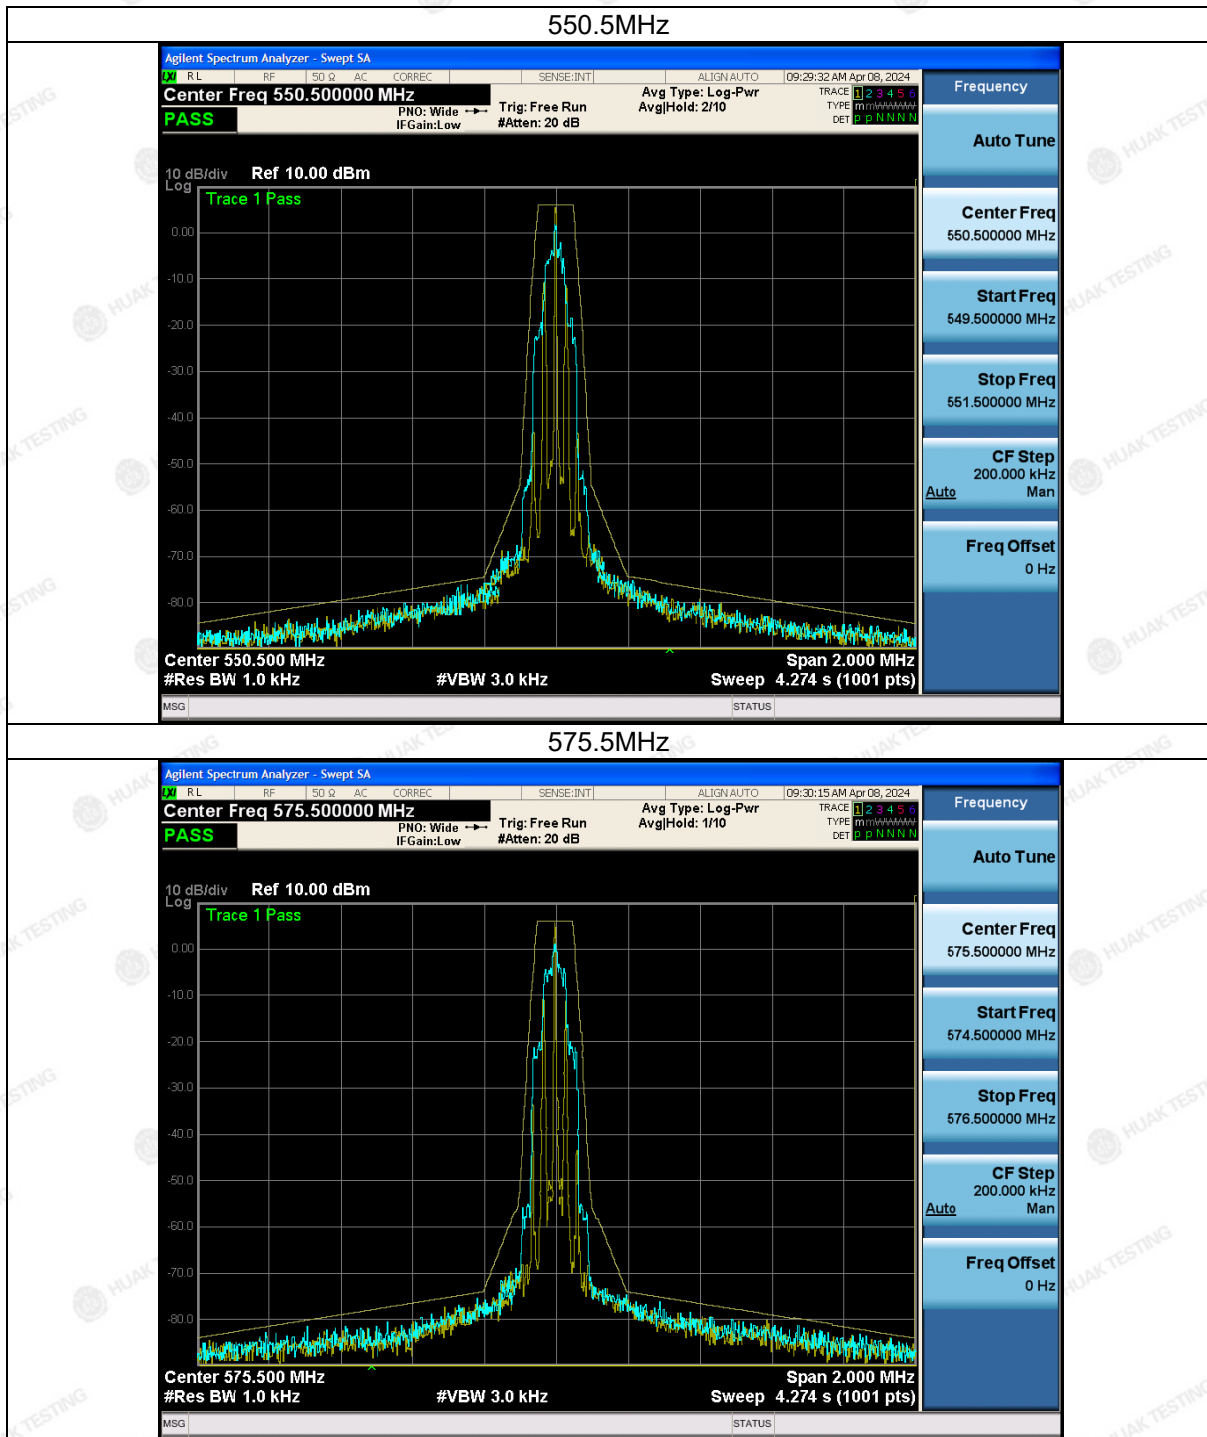 550.5MHz
Agilent Spectrum Analyzer - Swept SA
LXI RL RF 50 Ω AC CORREC SENSE:INT ALIGN AUTO 09:29:32 AM Apr 08, 2024
Center Freq 550.500000 MHz
PASS
PNO: Wide
IFGain:Low
Trig: Free Run
#Atten: 20 dB
Avg Type: Log-Pwr
Avg|Hold: 2/10
TRACE 1 2 3 4 5 6
TYPE
DET p p N N N N
10 dB/div Ref 10.00 dBm
Log
Trace 1 Pass
0.00
-10.0
-20.0
-30.0
-40.0
-50.0
-60.0
-70.0
-80.0
Center 550.500 MHz Span 2.000 MHz
#Res BW 1.0 kHz #VBW 3.0 kHz Sweep 4.274 s (1001 pts)
MSG STATUS
Frequency
Auto Tune
Center Freq
550.500000 MHz
Start Freq
549.500000 MHz
Stop Freq
551.500000 MHz
CF Step
200.000 kHz
Auto Man
Freq Offset
0 Hz
575.5MHz
Agilent Spectrum Analyzer - Swept SA
LXI RL RF 50 Ω AC CORREC SENSE:INT ALIGN AUTO 09:30:15 AM Apr 08, 2024
Center Freq 575.500000 MHz
PASS
PNO: Wide
IFGain:Low
Trig: Free Run
#Atten: 20 dB
Avg Type: Log-Pwr
Avg|Hold: 1/10
TRACE 1 2 3 4 5 6
TYPE
DET p p N N N N
10 dB/div Ref 10.00 dBm
Log
Trace 1 Pass
0.00
-10.0
-20.0
-30.0
-40.0
-50.0
-60.0
-70.0
-80.0
Center 575.500 MHz Span 2.000 MHz
#Res BW 1.0 kHz #VBW 3.0 kHz Sweep 4.274 s (1001 pts)
MSG STATUS
Frequency
Auto Tune
Center Freq
575.500000 MHz
Start Freq
574.500000 MHz
Stop Freq
576.500000 MHz
CF Step
200.000 kHz
Auto Man
Freq Offset
0 Hz
HUAK TESTING